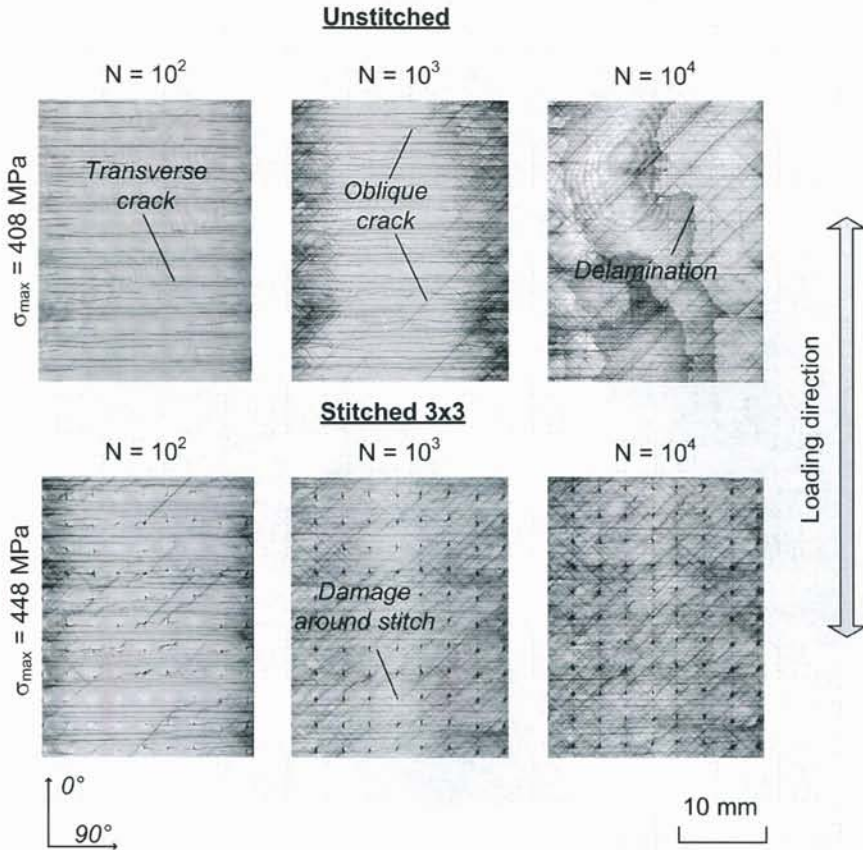 Unstitched
N = 10²
N = 10³
N = 10⁴
σmax = 408 MPa
Transverse
crack
Oblique
crack
Delamination
Loading direction
Stitched 3x3
N = 10²
N = 10³
N = 10⁴
σmax = 448 MPa
Damage
around stitch
0°
90°
10 mm